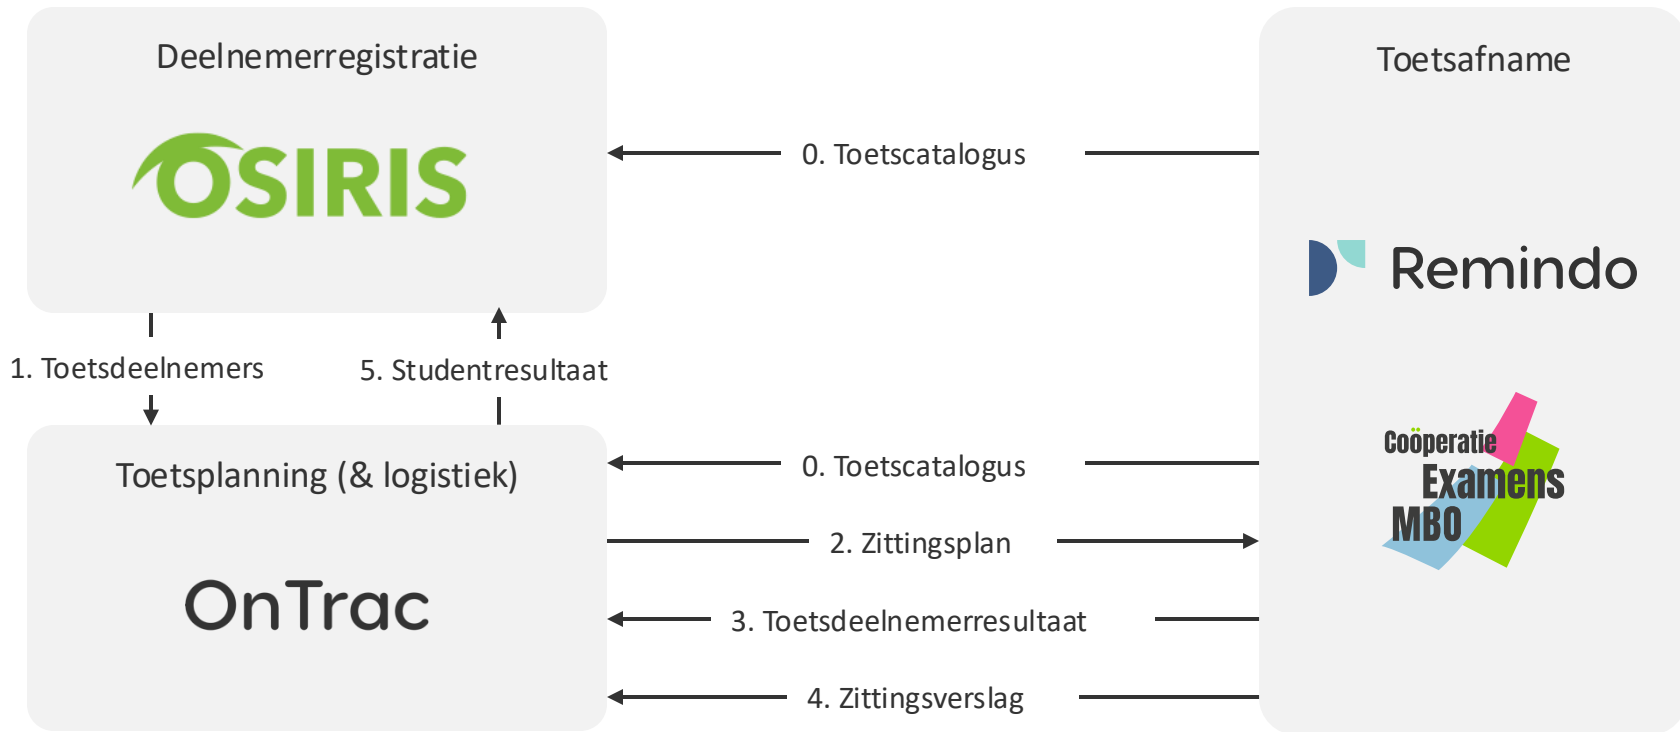 Deelnemerregistratie
OSIRIS
Toetsafname
0. Toetscatalogus
Remindo
1. Toetsdeelnemers
5. Studentresultaat
Coöperatie
Examens
MBO
Toetsplanning (& logistiek)
OnTrac
0. Toetscatalogus
2. Zittingsplan
3. Toetsdeelnemerresultaat
4. Zittingsverslag